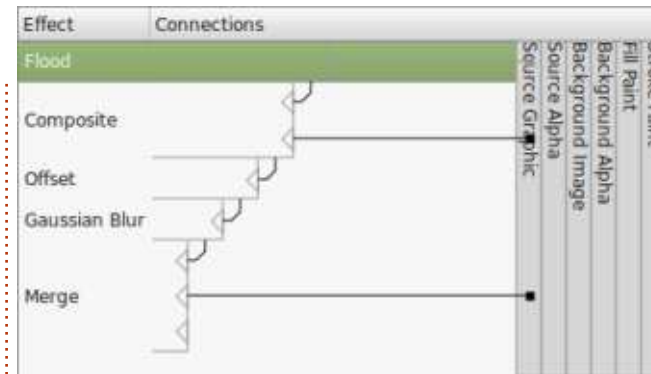 Effect Connections
Flood
Composite
Offset
Gaussian Blur
Merge
Source Graphic
Source Alpha
Background Image
Background Alpha
Fill Paint